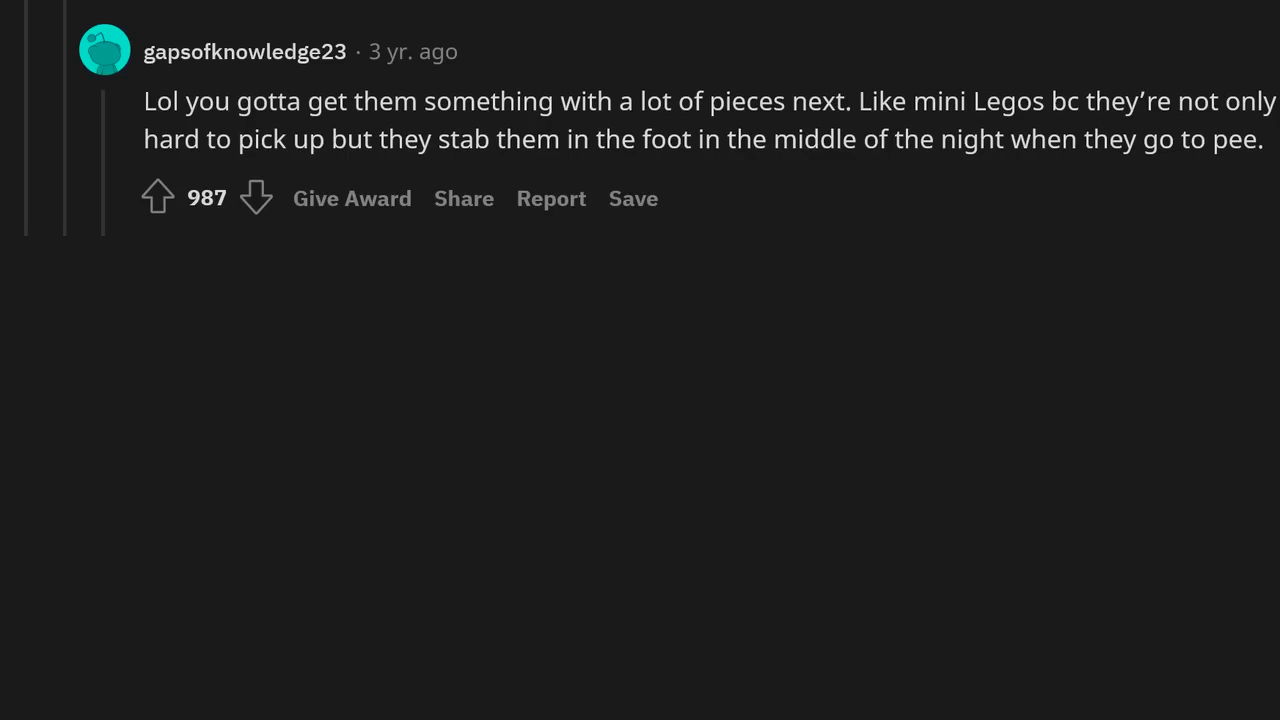 gapsofknowledge23 · 3 yr. ago
Lol you gotta get them something with a lot of pieces next. Like mini Legos bc they’re not only
hard to pick up but they stab them in the foot in the middle of the night when they go to pee.
987 Give Award Share Report Save